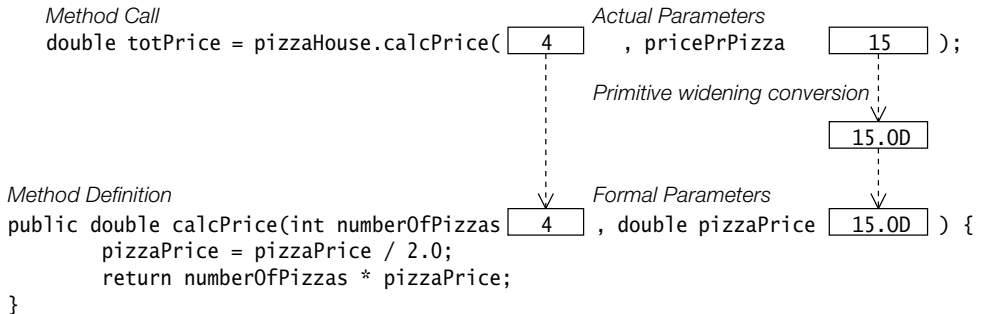 Method Call Actual Parameters
double totPrice = pizzaHouse.calcPrice( 4 , pricePrPizza 15 );
Primitive widening conversion
15.0D
Method Definition Formal Parameters
public double calcPrice(int numberOfPizzas 4 , double pizzaPrice 15.0D ) {
pizzaPrice = pizzaPrice / 2.0;
return numberOfPizzas * pizzaPrice;
}